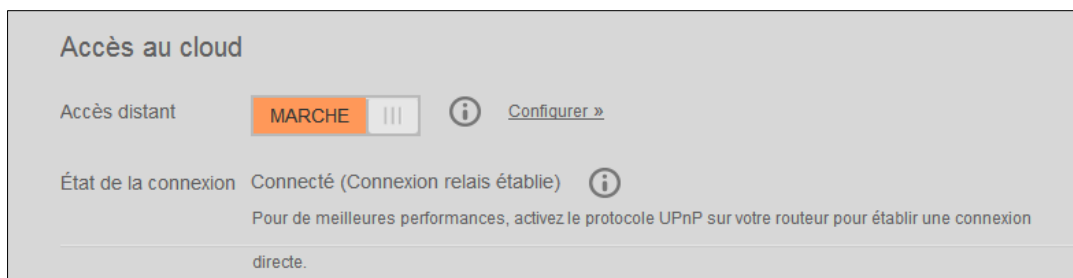 Accès au cloud
Accès distant MARCHE Configurer »
État de la connexion Connecté (Connexion relais établie)
Pour de meilleures performances, activez le protocole UPnP sur votre routeur pour établir une connexion
directe.